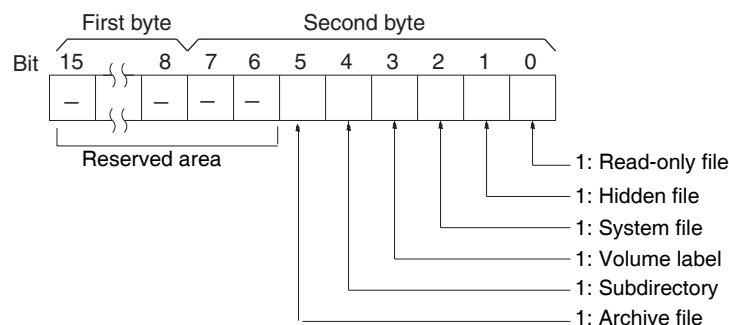 First byte Second byte
Bit 15 8 7 6 5 4 3 2 1 0
– – – –
Reserved area
1: Read-only file
1: Hidden file
1: System file
1: Volume label
1: Subdirectory
1: Archive file